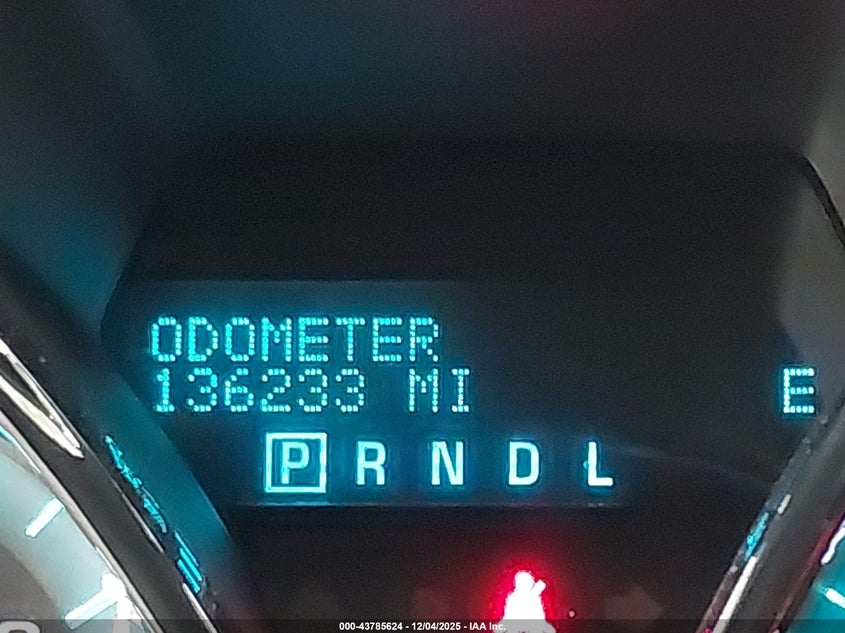 ODOMETER
136233 MI
E
P R N D L
000-43785624 - 12/04/2025 - IAA Inc.